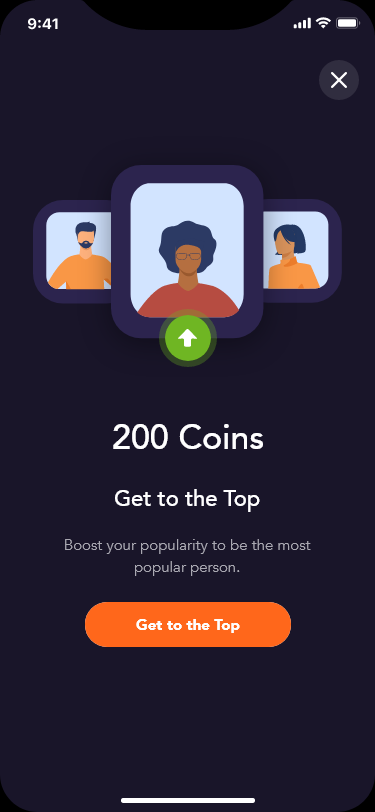 9:41
200 Coins
Get to the Top
Boost your popularity to be the most
popular person.
Get to the Top